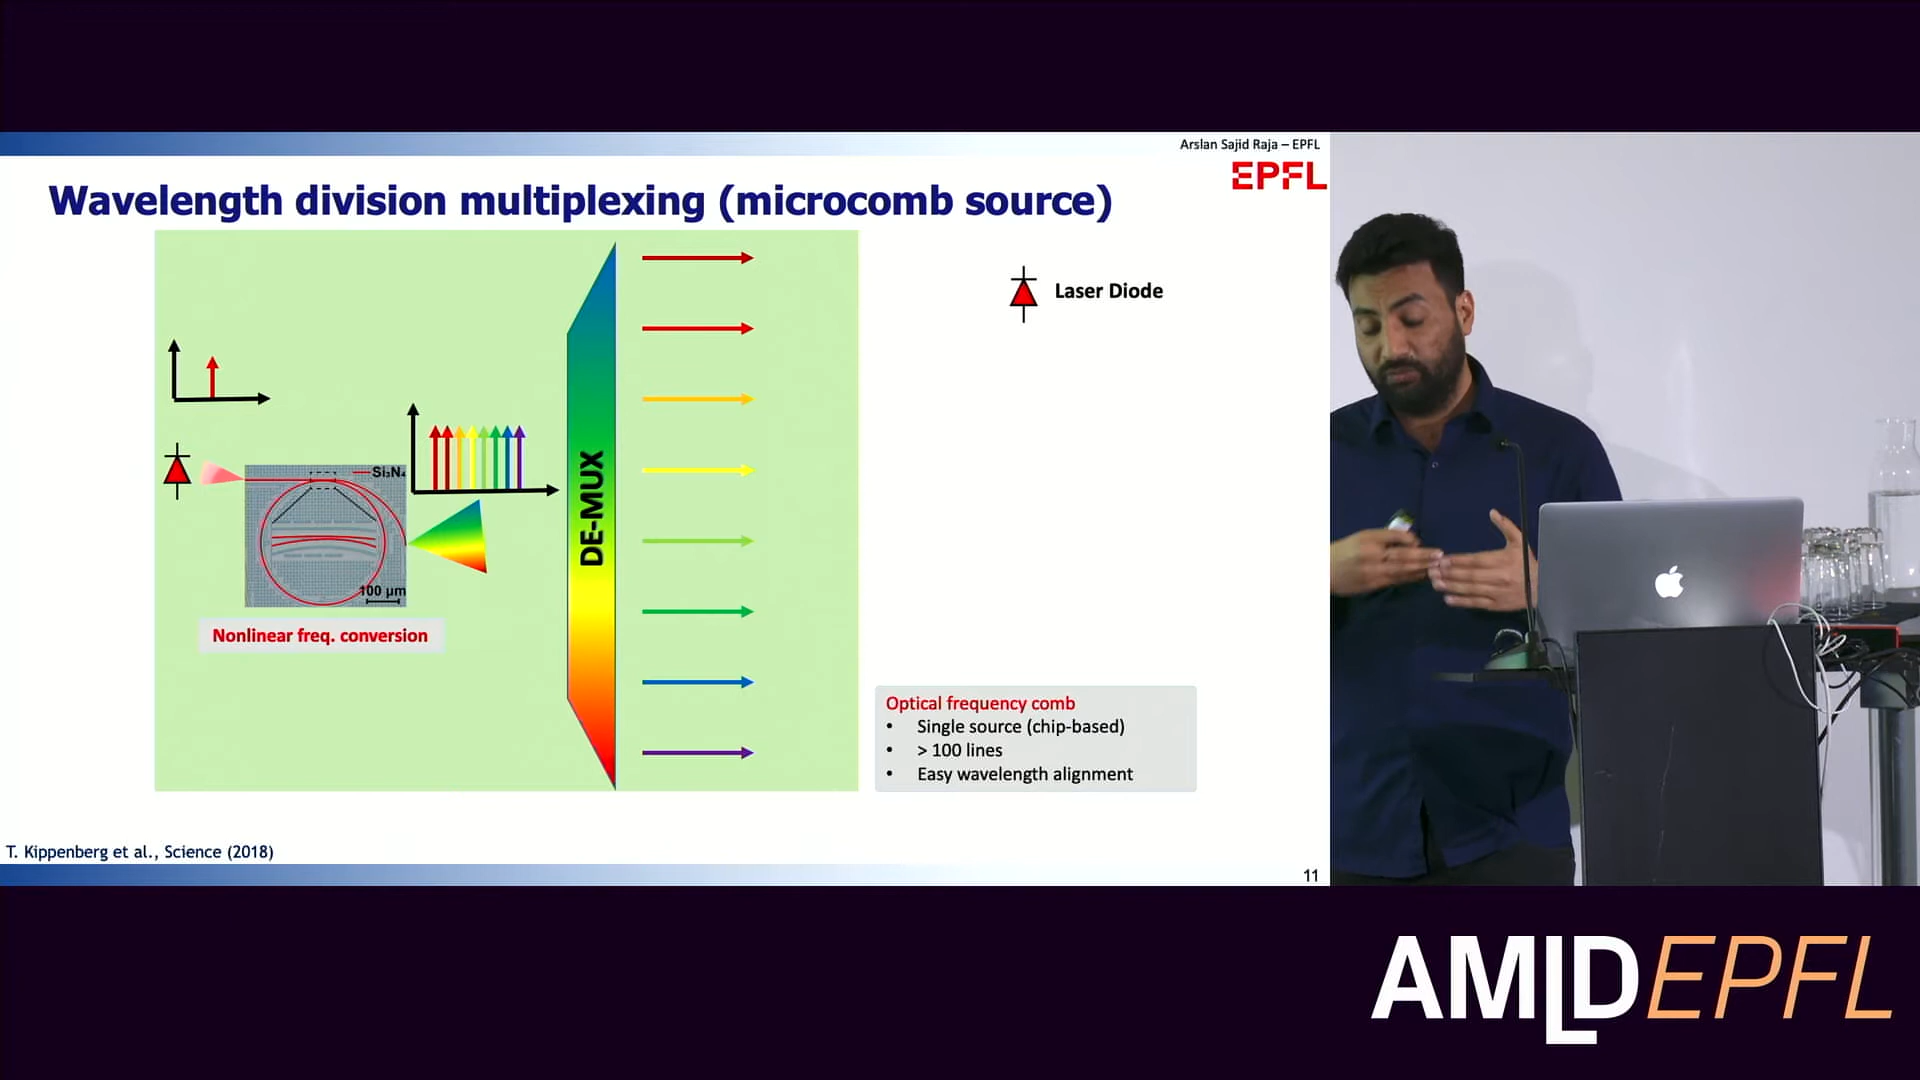 Arslan Sajid Raja – EPFL
EPFL
Wavelength division multiplexing (microcomb source)
Laser Diode
Si₃N₄
DE-MUX
100 μm
Nonlinear freq. conversion
Optical frequency comb
• Single source (chip-based)
• > 100 lines
• Easy wavelength alignment
T. Kippenberg et al., Science (2018)
11
AMLDEPFL